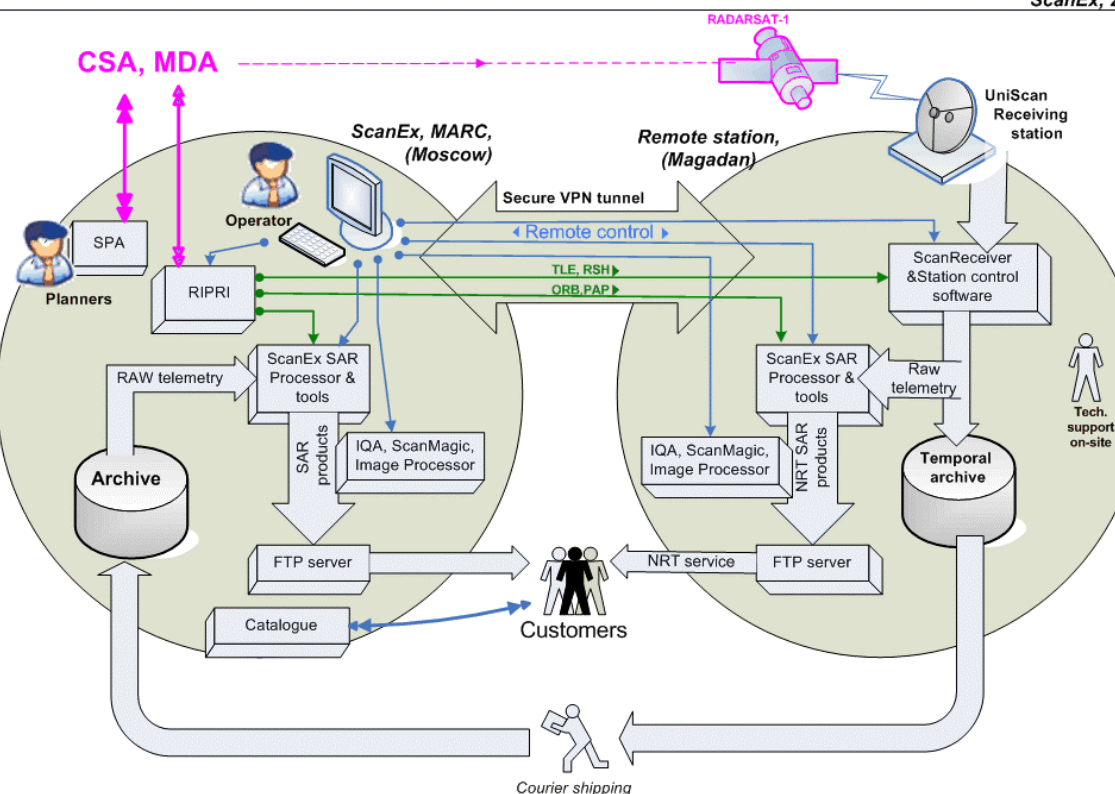 ScanEx, 2
RADARSAT-1
CSA, MDA
UniScan
Receiving
station
ScanEx, MARC,
(Moscow)
Remote station,
(Magadan)
Operator
Secure VPN tunnel
Remote control
SPA
Planners
RIPRI
TLE, RSH
ORB,PAP
ScanReceiver
&Station control
software
ScanEx SAR
Processor &
tools
RAW telemetry
ScanEx SAR
Processor &
tools
Raw
telemetry
Tech.
support
on-site
SAR
products
IQA, ScanMagic,
Image Processor
IQA, ScanMagic,
Image Processor
NRT SAR
products
Archive
Temporal
archive
FTP server
NRT service
FTP server
Catalogue
Customers
Courier shipping